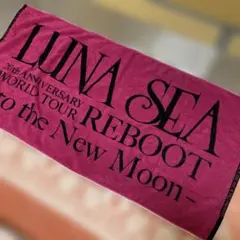 LUNA SEA
20th ANNIVERSARY
WORLD TOUR REBOOT
to the New Moon-